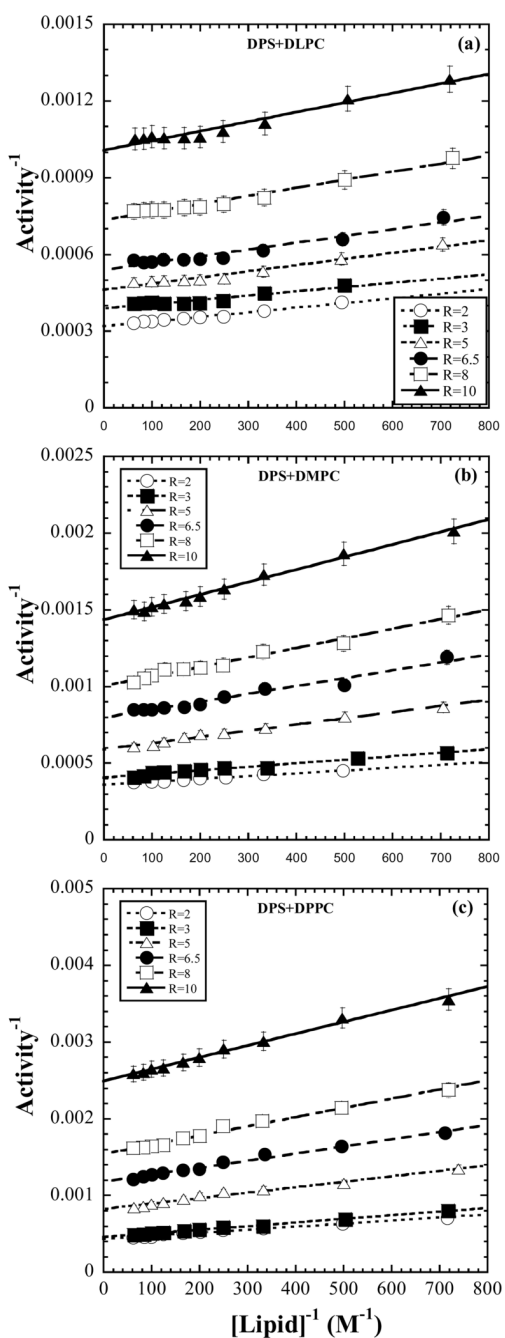 0.0015
DPS+DLPC
(a)
0.0012
0.0009
0.0006
0.0003
0
Activity-1
R=2
R=3
R=5
R=6.5
R=8
R=10
0 100 200 300 400 500 600 700 800
0.0025
DPS+DMPC
(b)
0.002
0.0015
0.001
0.0005
0
Activity-1
R=2
R=3
R=5
R=6.5
R=8
R=10
0 100 200 300 400 500 600 700 800
0.005
DPS+DPPC
(c)
0.004
0.003
0.002
0.001
0
Activity-1
R=2
R=3
R=5
R=6.5
R=8
R=10
0 100 200 300 400 500 600 700 800
[Lipid]-1 (M-1)